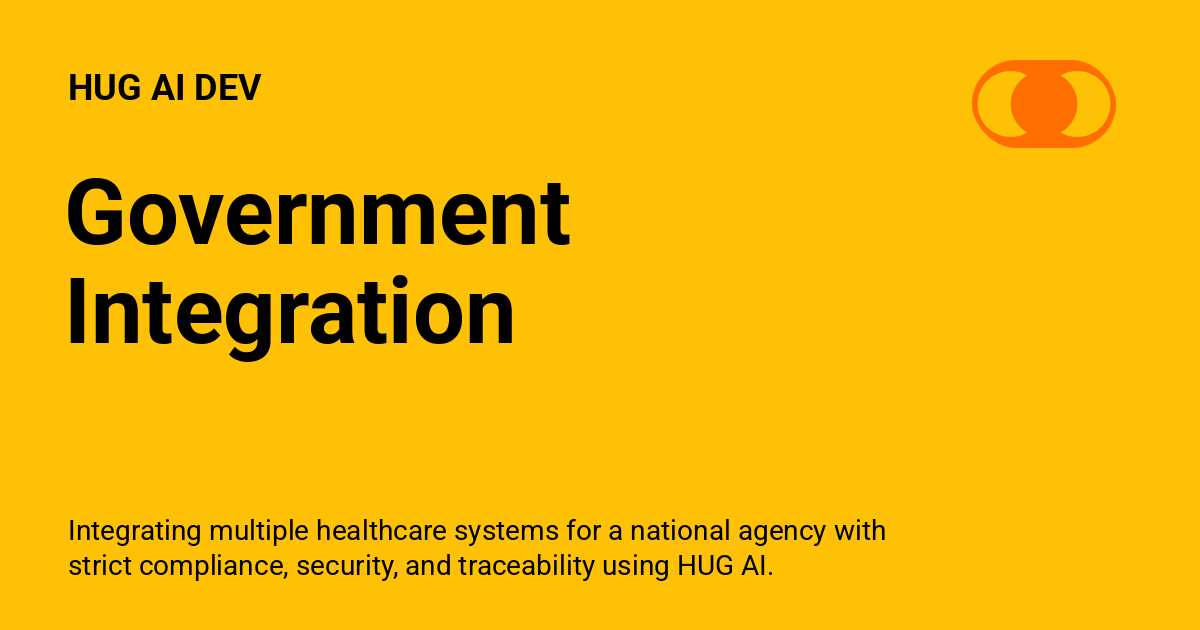 HUG AI DEV
Government
Integration
Integrating multiple healthcare systems for a national agency with
strict compliance, security, and traceability using HUG AI.